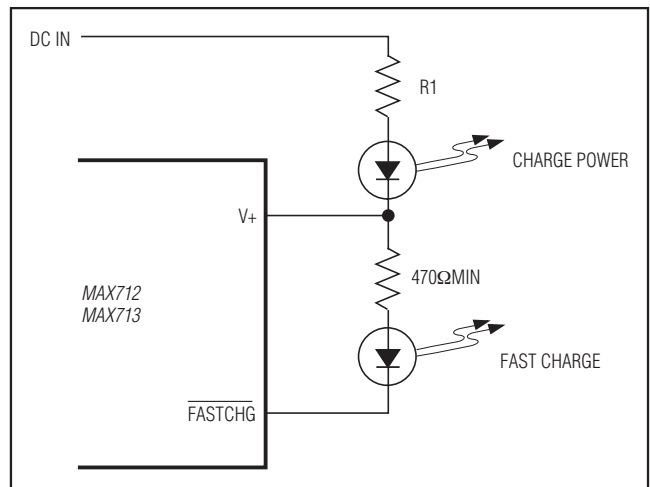 DC IN
R1
CHARGE POWER
V+
470ΩMIN
MAX712
MAX713
FAST CHARGE
FASTCHG